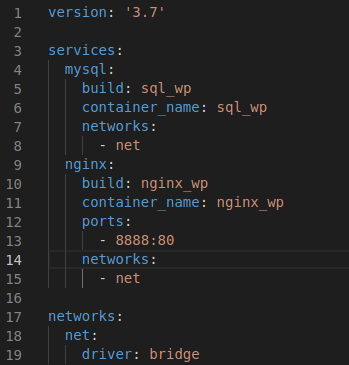 1 version: '3.7'
2
3 services:
4   mysql:
5     build: sql_wp
6     container_name: sql_wp
7     networks:
8       - net
9   nginx:
10     build: nginx_wp
11     container_name: nginx_wp
12     ports:
13       - 8888:80
14     networks:
15       - net
16
17 networks:
18   net:
19     driver: bridge